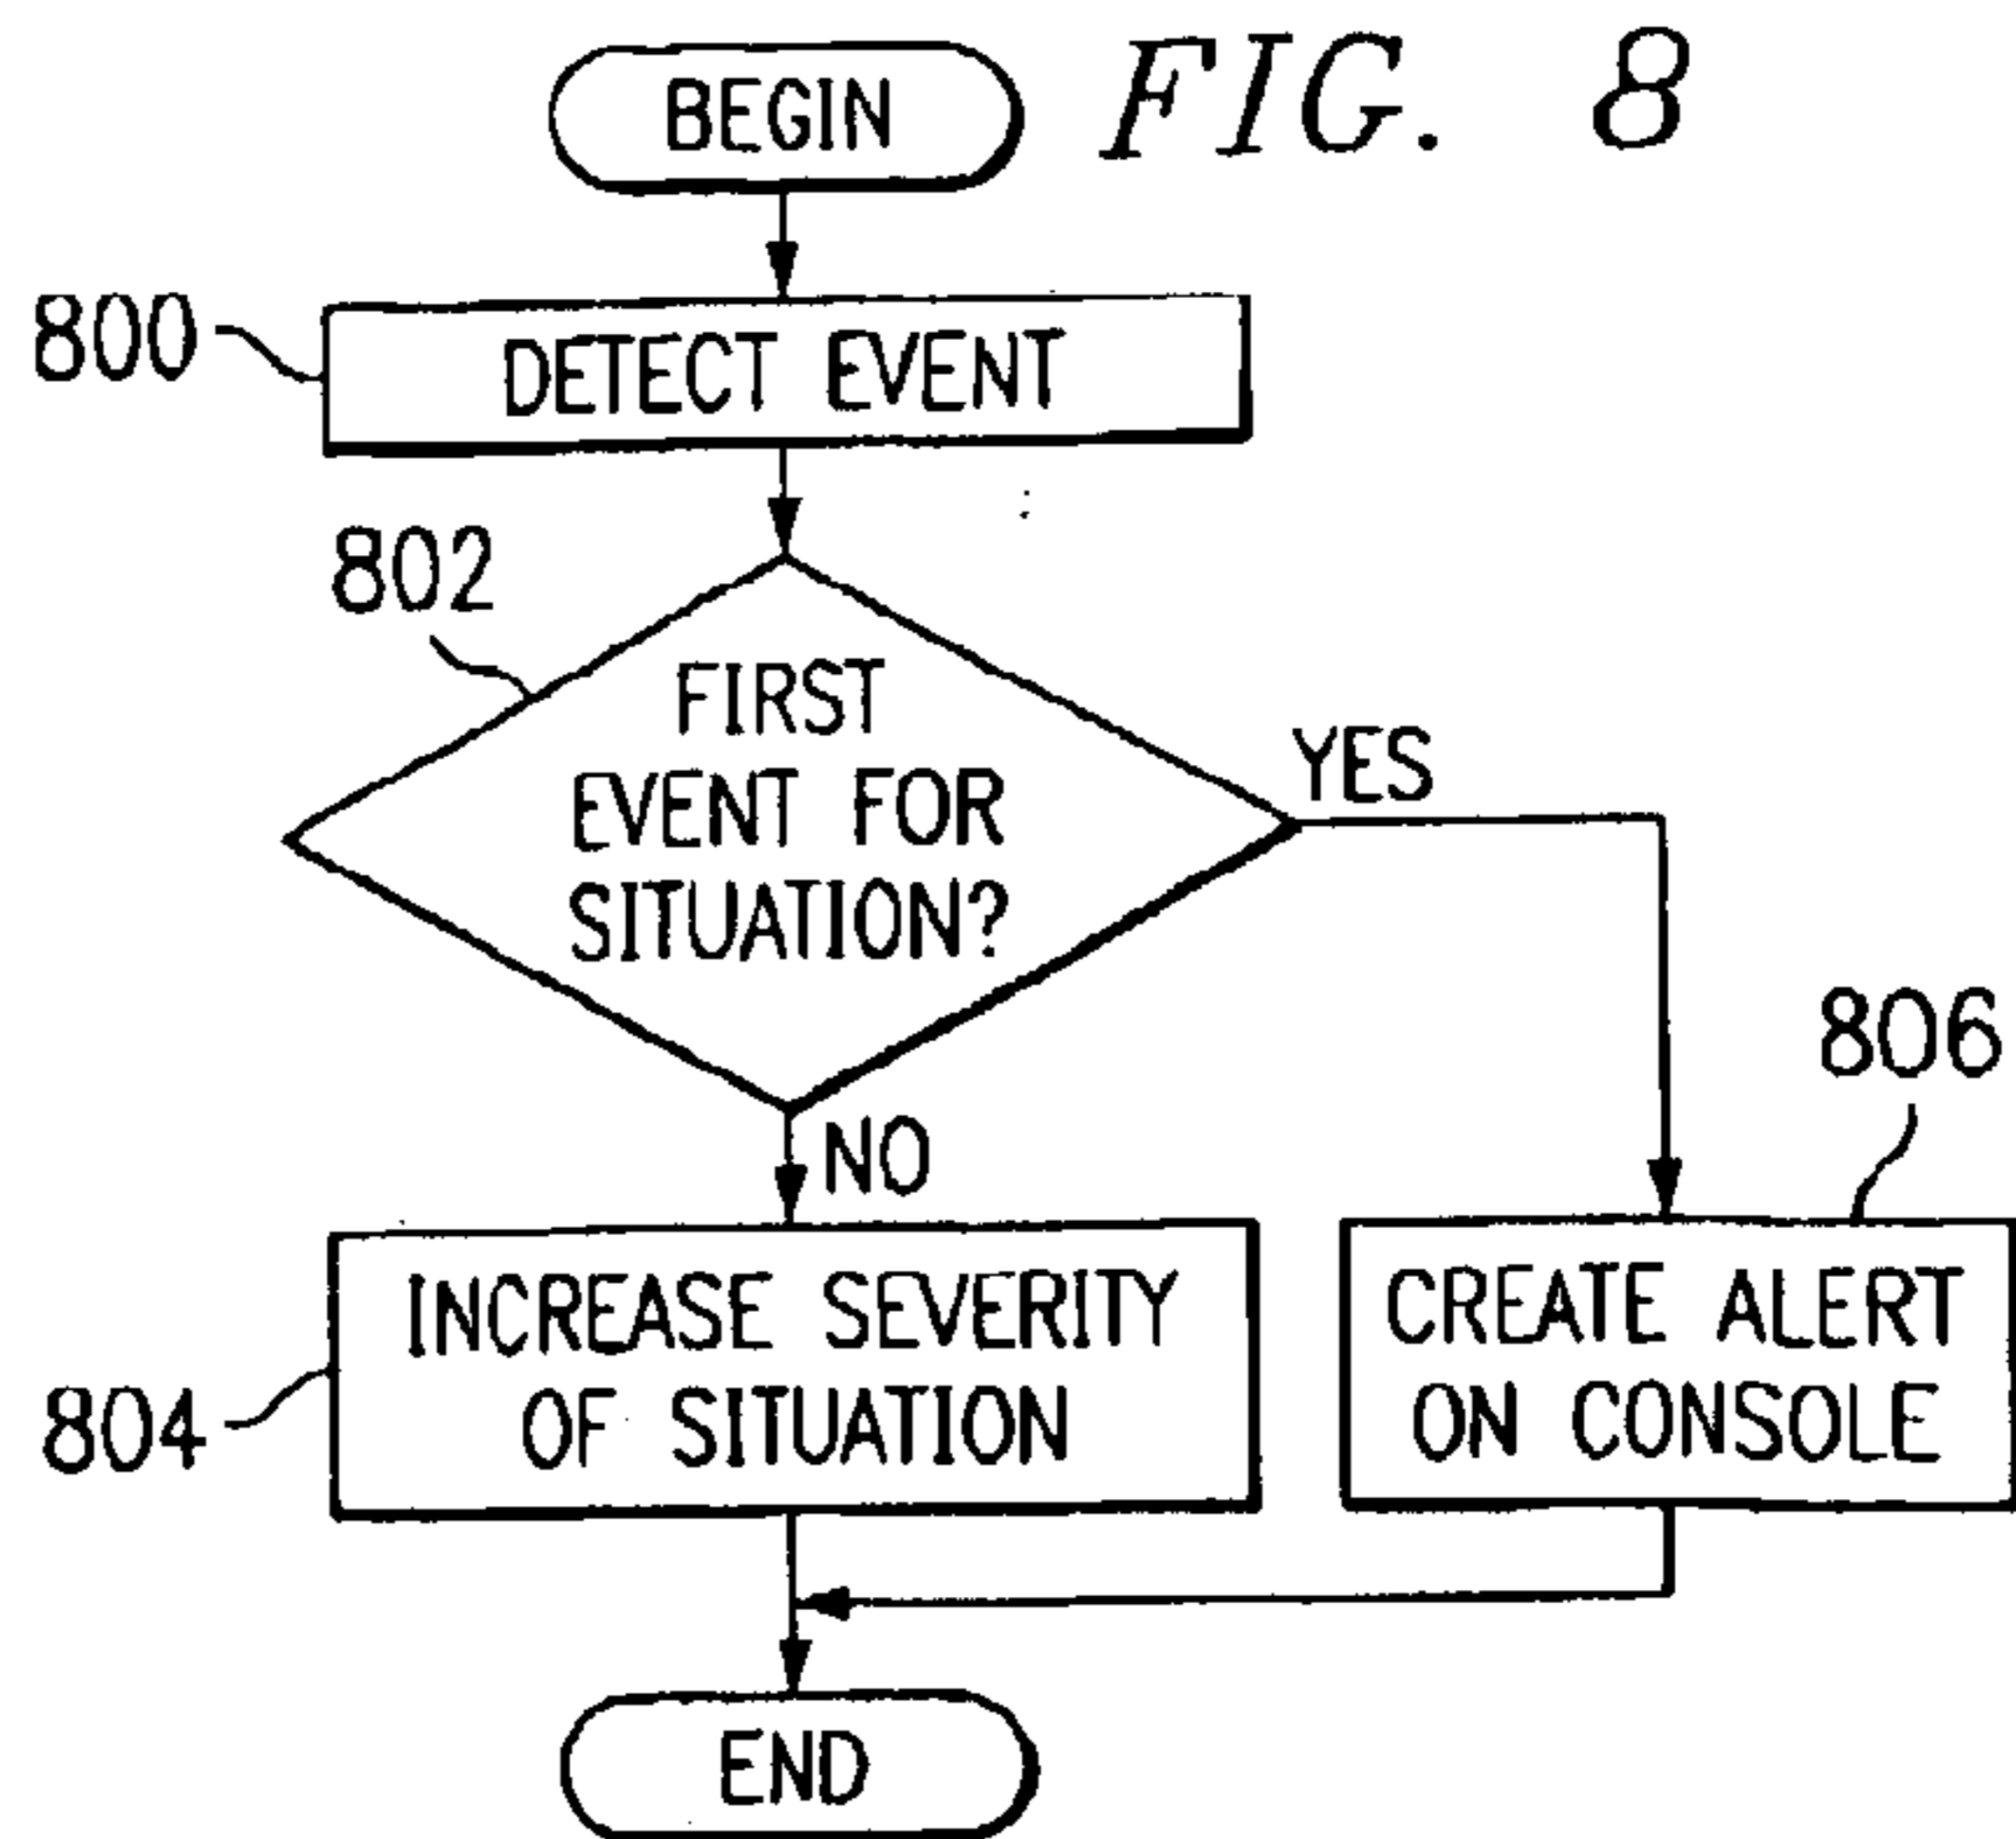 BEGIN
FIG. 8
800
DETECT EVENT
802
FIRST
EVENT FOR
SITUATION?
YES
NO
806
INCREASE SEVERITY
OF SITUATION
804
CREATE ALERT
ON CONSOLE
END